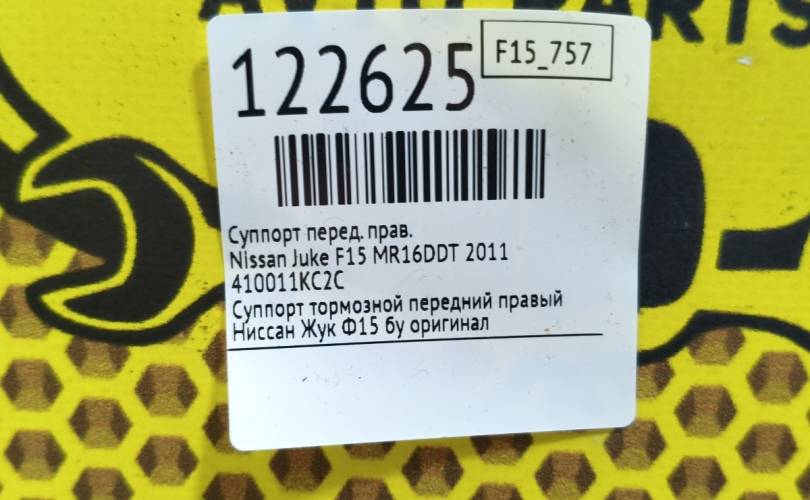 PARTS
122625
F15_757
Суппорт перед. прав.
Nissan Juke F15 MR16DDT 2011
410011KC2C
Суппорт тормозной передний правый
Ниссан Жук Ф15 бу оригинал